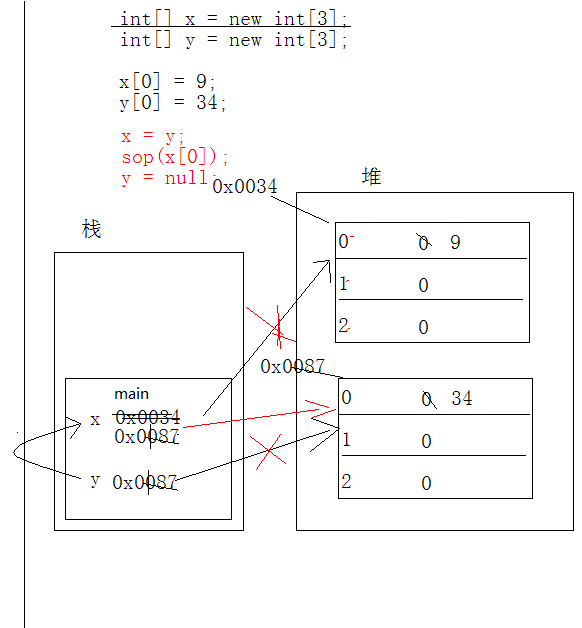 int[] x = new int[3];
int[] y = new int[3];
x[0] = 9;
y[0] = 34;
x = y;
sop(x[0]);
y = null;
0x0034
堆
栈
0 0 9
1 0
2 0
0x0087
main
x 0x0034
0x0087
y 0x0087
0 0 34
1 0
2 0